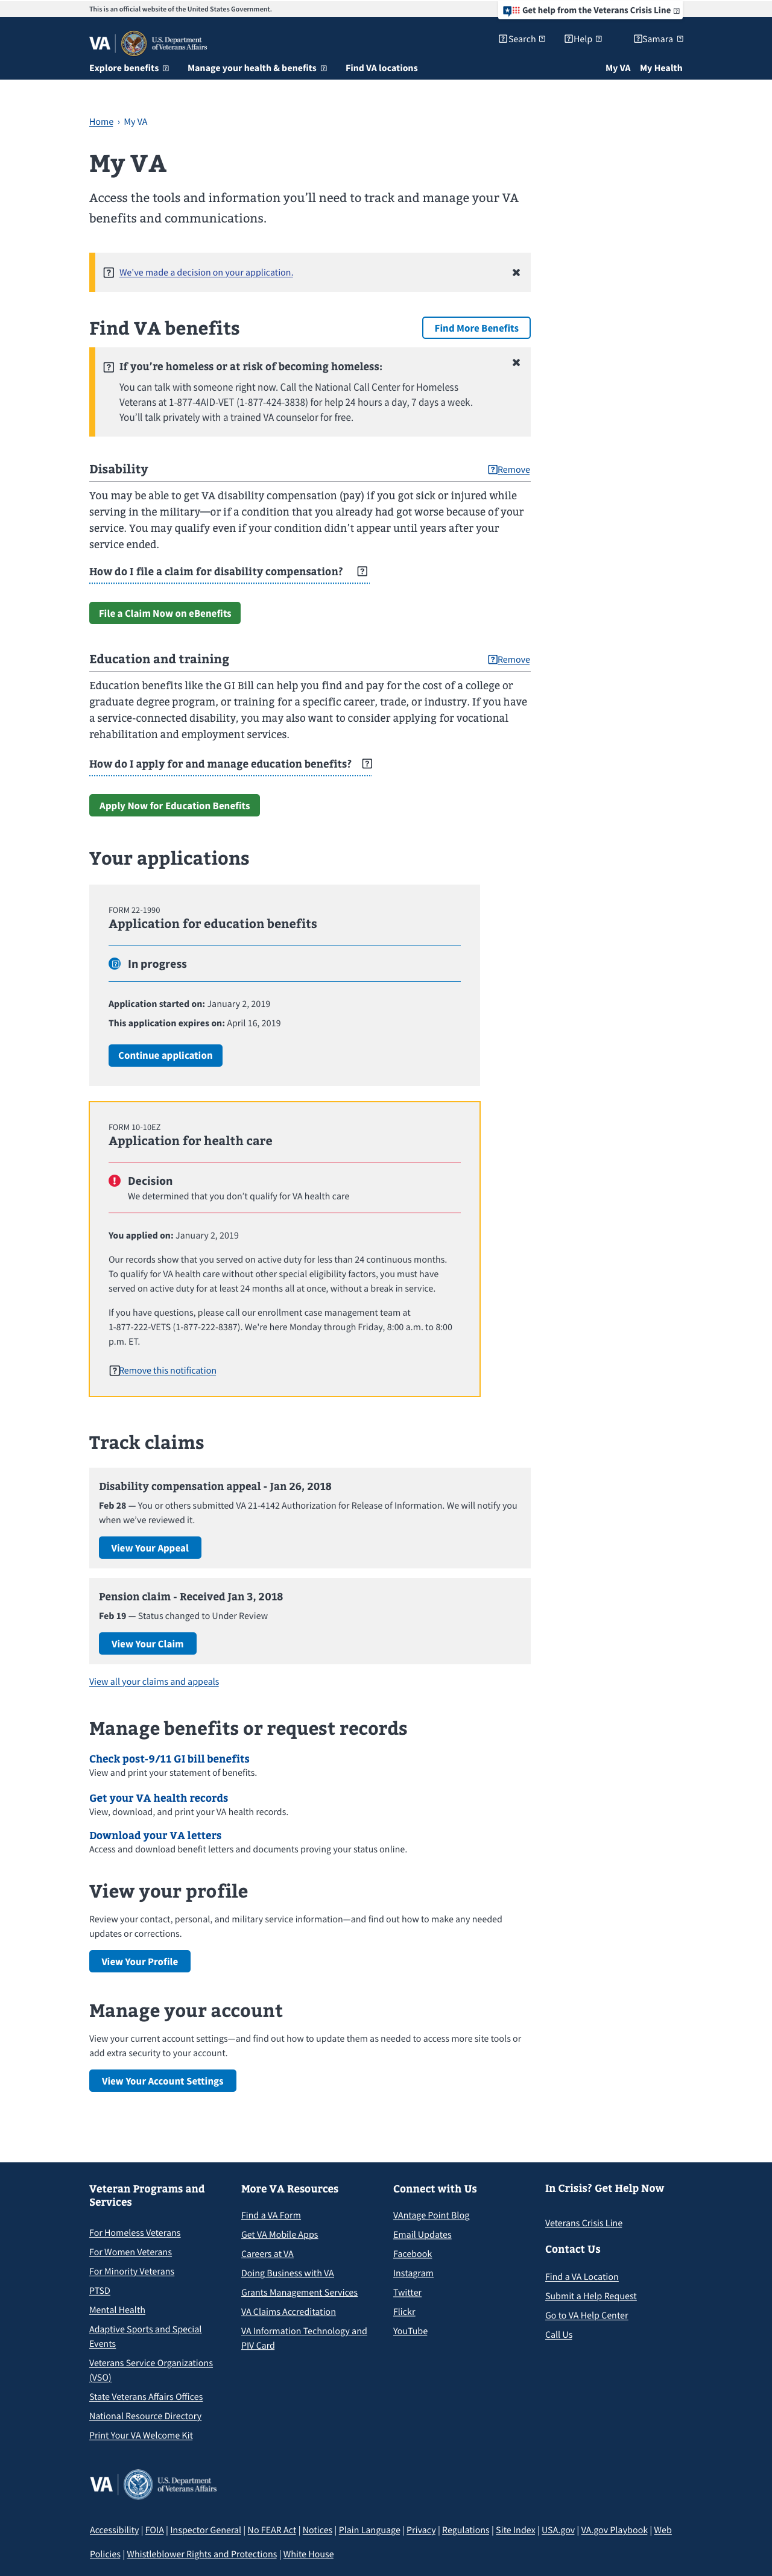 This is an official website of the United States Government.
Get help from the Veterans Crisis Line
VA
U.S. Department
of Veterans Affairs
Search
Help
Samara
Explore benefits
Manage your health & benefits
Find VA locations
My VA
My Health
Home › My VA
My VA
Access the tools and information you’ll need to track and manage your VA
benefits and communications.
We've made a decision on your application.
Find VA benefits
Find More Benefits
If you’re homeless or at risk of becoming homeless:
You can talk with someone right now. Call the National Call Center for Homeless
Veterans at 1-877-4AID-VET (1-877-424-3838) for help 24 hours a day, 7 days a week.
You’ll talk privately with a trained VA counselor for free.
Disability
Remove
You may be able to get VA disability compensation (pay) if you got sick or injured while
serving in the military—or if a condition that you already had got worse because of your
service. You may qualify even if your condition didn’t appear until years after your
service ended.
How do I file a claim for disability compensation?
File a Claim Now on eBenefits
Education and training
Remove
Education benefits like the GI Bill can help you find and pay for the cost of a college or
graduate degree program, or training for a specific career, trade, or industry. If you have
a service-connected disability, you may also want to consider applying for vocational
rehabilitation and employment services.
How do I apply for and manage education benefits?
Apply Now for Education Benefits
Your applications
FORM 22-1990
Application for education benefits
In progress
Application started on: January 2, 2019
This application expires on: April 16, 2019
Continue application
FORM 10-10EZ
Application for health care
Decision
We determined that you don’t qualify for VA health care
You applied on: January 2, 2019
Our records show that you served on active duty for less than 24 continuous months.
To qualify for VA health care without other special eligibility factors, you must have
served on active duty for at least 24 months all at once, without a break in service.
If you have questions, please call our enrollment case management team at
1-877-222-VETS (1-877-222-8387). We're here Monday through Friday, 8:00 a.m. to 8:00
p.m. ET.
Remove this notification
Track claims
Disability compensation appeal - Jan 26, 2018
Feb 28 — You or others submitted VA 21-4142 Authorization for Release of Information. We will notify you
when we've reviewed it.
View Your Appeal
Pension claim - Received Jan 3, 2018
Feb 19 — Status changed to Under Review
View Your Claim
View all your claims and appeals
Manage benefits or request records
Check post-9/11 GI bill benefits
View and print your statement of benefits.
Get your VA health records
View, download, and print your VA health records.
Download your VA letters
Access and download benefit letters and documents proving your status online.
View your profile
Review your contact, personal, and military service information—and find out how to make any needed
updates or corrections.
View Your Profile
Manage your account
View your current account settings—and find out how to update them as needed to access more site tools or
add extra security to your account.
View Your Account Settings
Veteran Programs and
Services
For Homeless Veterans
For Women Veterans
For Minority Veterans
PTSD
Mental Health
Adaptive Sports and Special
Events
Veterans Service Organizations
(VSO)
State Veterans Affairs Offices
National Resource Directory
Print Your VA Welcome Kit
More VA Resources
Find a VA Form
Get VA Mobile Apps
Careers at VA
Doing Business with VA
Grants Management Services
VA Claims Accreditation
VA Information Technology and
PIV Card
Connect with Us
VAntage Point Blog
Email Updates
Facebook
Instagram
Twitter
Flickr
YouTube
In Crisis? Get Help Now
Veterans Crisis Line
Contact Us
Find a VA Location
Submit a Help Request
Go to VA Help Center
Call Us
VA
U.S. Department
of Veterans Affairs
Accessibility | FOIA | Inspector General | No FEAR Act | Notices | Plain Language | Privacy | Regulations | Site Index | USA.gov | VA.gov Playbook | Web
Policies | Whistleblower Rights and Protections | White House